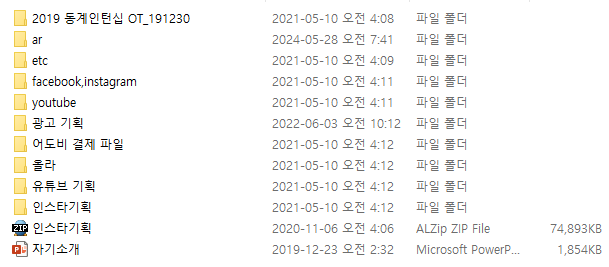 2019 동계인턴십 OT_191230 2021-05-10 오전 4:08 파일 폴더
ar 2024-05-28 오전 7:41 파일 폴더
etc 2021-05-10 오전 4:09 파일 폴더
facebook,instagram 2021-05-10 오전 4:11 파일 폴더
youtube 2021-05-10 오전 4:11 파일 폴더
광고 기획 2022-06-03 오전 10:12 파일 폴더
어도비 결제 파일 2021-05-10 오전 4:12 파일 폴더
올라 2021-05-10 오전 4:12 파일 폴더
유튜브 기획 2021-05-10 오전 4:12 파일 폴더
인스타기획 2021-05-10 오전 4:12 파일 폴더
ZIP 인스타기획 2020-11-06 오전 4:06 ALZip ZIP File 74,893KB
자기소개 2019-12-23 오전 2:32 Microsoft PowerP... 1,854KB